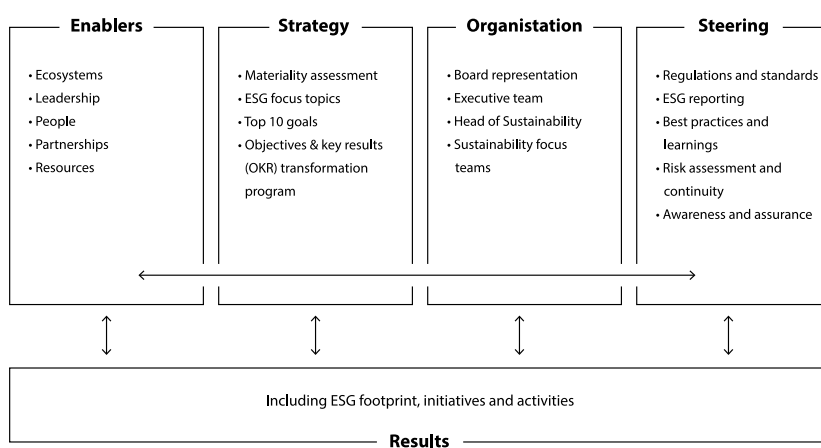 Enablers
• Ecosystems
• Leadership
• People
• Partnerships
• Resources
Strategy
• Materiality assessment
• ESG focus topics
• Top 10 goals
• Objectives & key results
(OKR) transformation
program
Organistation
• Board representation
• Executive team
• Head of Sustainability
• Sustainability focus
teams
Steering
• Regulations and standards
• ESG reporting
• Best practices and
learnings
• Risk assessment and
continuity
• Awareness and assurance
Including ESG footprint, initiatives and activities
Results